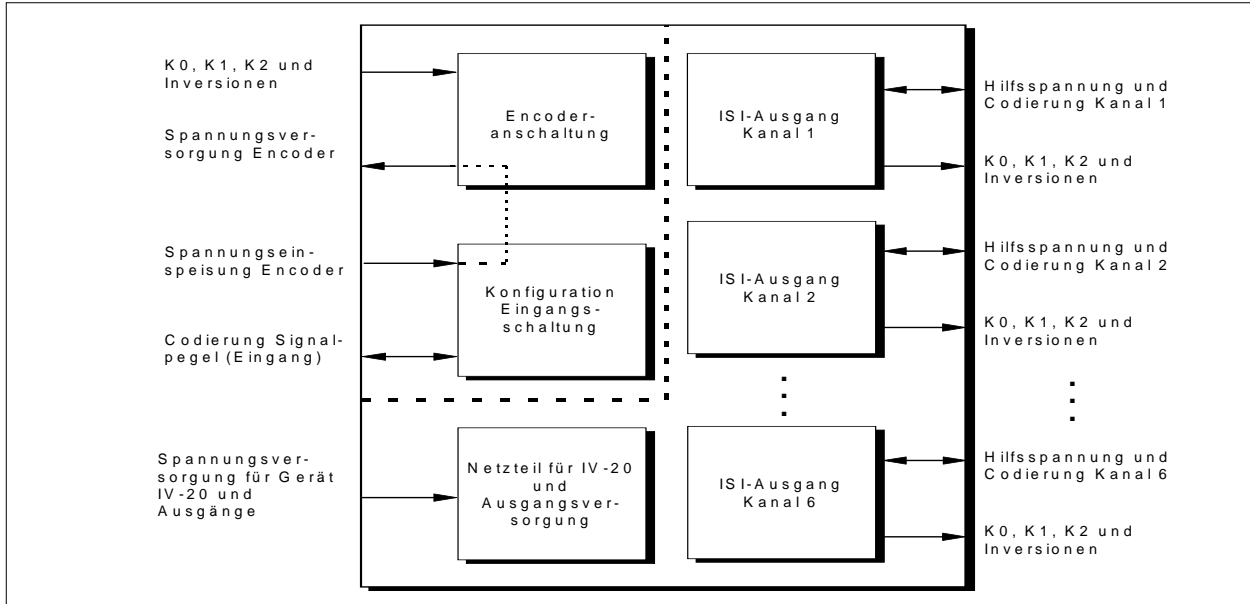 K0, K1, K2 und
Inversionen
Spannungsver-
sorgung Encoder
Spannungsein-
speisung Encoder
Codierung Signal-
pegel (Eingang)
Spannungsver-
sorgung für Gerät
IV-20 und
Ausgänge
Encoder-
anschaltung
Konfiguration
Eingangs-
schaltung
Netzteil für IV-20
und
Ausgangsver-
sorgung
ISI-Ausgang
Kanal 1
ISI-Ausgang
Kanal 2
ISI-Ausgang
Kanal 6
Hilfsspannung und
Codierung Kanal 1
K0, K1, K2 und
Inversionen
Hilfsspannung und
Codierung Kanal 2
K0, K1, K2 und
Inversionen
Hilfsspannung und
Codierung Kanal 6
K0, K1, K2 und
Inversionen